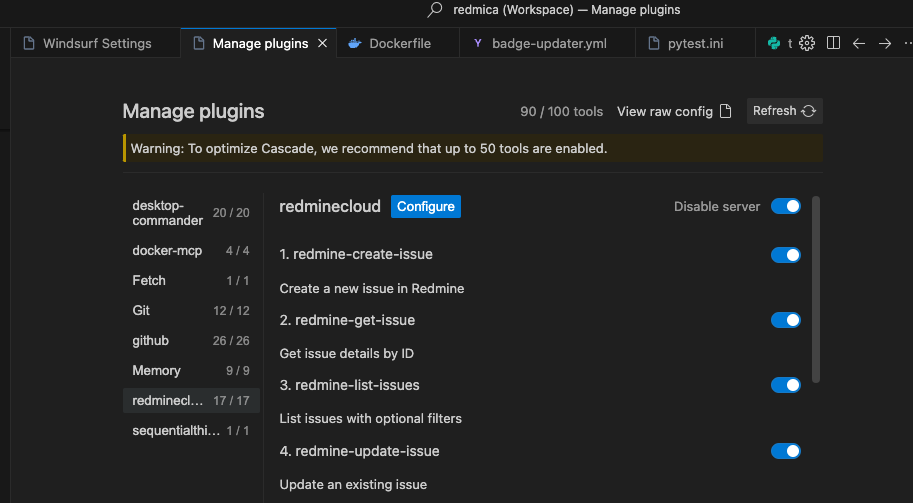 redmica (Workspace) — Manage plugins
Windsurf Settings
Manage plugins
Dockerfile
Y badge-updater.yml
pytest.ini
t
Manage plugins
90 / 100 tools
View raw config
Refresh
Warning: To optimize Cascade, we recommend that up to 50 tools are enabled.
desktop-
commander 20 / 20
docker-mcp 4 / 4
Fetch 1 / 1
Git 12 / 12
github 26 / 26
Memory 9 / 9
redminecl... 17 / 17
sequentialthi... 1 / 1
redminecloud Configure Disable server
1. redmine-create-issue
Create a new issue in Redmine
2. redmine-get-issue
Get issue details by ID
3. redmine-list-issues
List issues with optional filters
4. redmine-update-issue
Update an existing issue